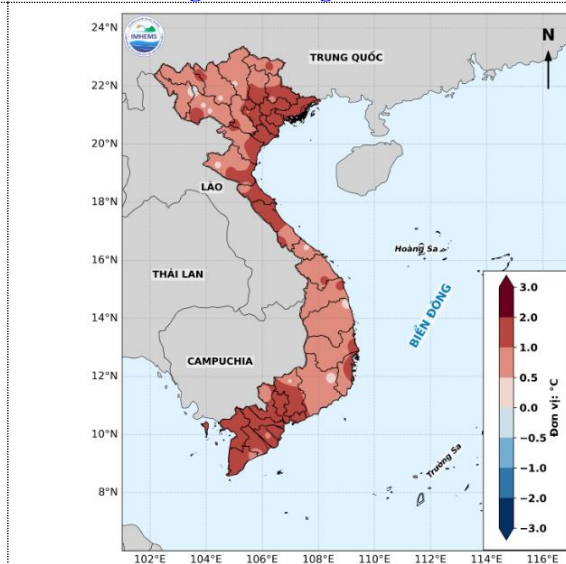 24°N
IMHEMS
N
TRUNG QUỐC
22°N
20°N
LÀO
18°N
Hoàng Sa
16°N
THÁI LAN
BIỂN ĐÔNG
14°N
CAMPUCHIA
12°N
10°N
Trường Sa
8°N
3.0
2.0
1.0
0.5
0.0
−0.5
−1.0
−2.0
−3.0
Đơn vị: °C
102°E 104°E 106°E 108°E 110°E 112°E 114°E 116°E